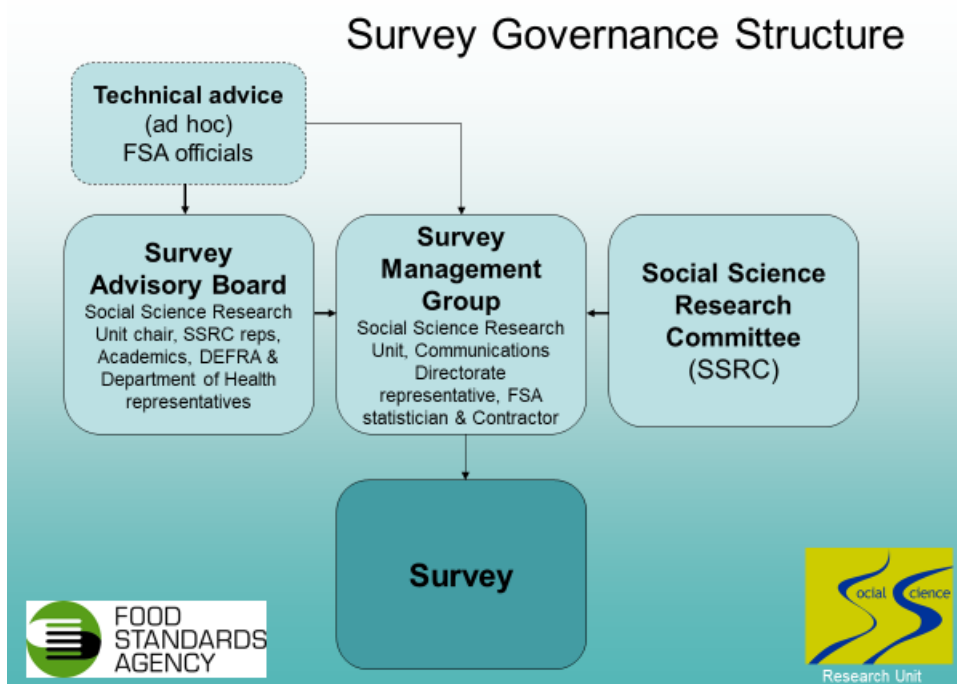 Survey Governance Structure
Technical advice
(ad hoc)
FSA officials
Survey
Advisory Board
Social Science Research
Unit chair, SSRC reps,
Academics, DEFRA &
Department of Health
representatives
Survey
Management
Group
Social Science Research
Unit, Communications
Directorate
representative, FSA
statistician & Contractor
Social Science
Research
Committee
(SSRC)
Survey
FOOD
STANDARDS
AGENCY
Social Science
Research Unit